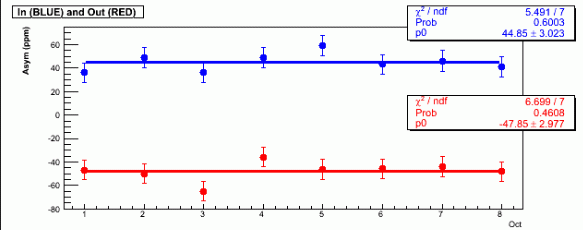 In (BLUE) and Out (RED)
χ² / ndf 5.491 / 7
Prob 0.6003
p0 44.85 ± 3.023
Asym (ppm)
60
40
20
0
-20
-40
-60
-80
χ² / ndf 6.699 / 7
Prob 0.4608
p0 -47.85 ± 2.977
1 2 3 4 5 6 7 8
Oct